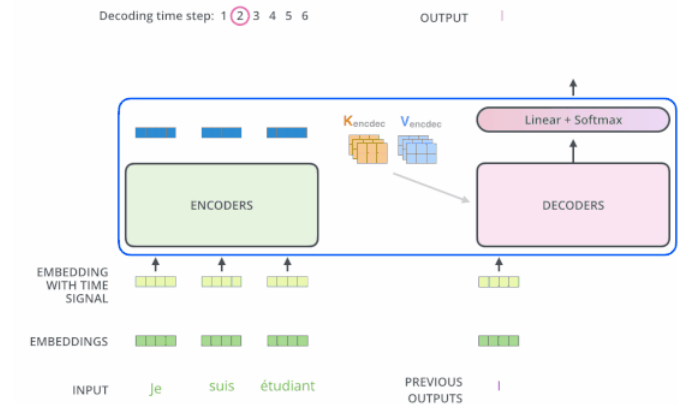 Decoding time step: 1 2 3 4 5 6
OUTPUT I
Kencdec Vencdec
Linear + Softmax
ENCODERS
DECODERS
EMBEDDING
WITH TIME
SIGNAL
EMBEDDINGS
INPUT Je suis étudiant
PREVIOUS
OUTPUTS I